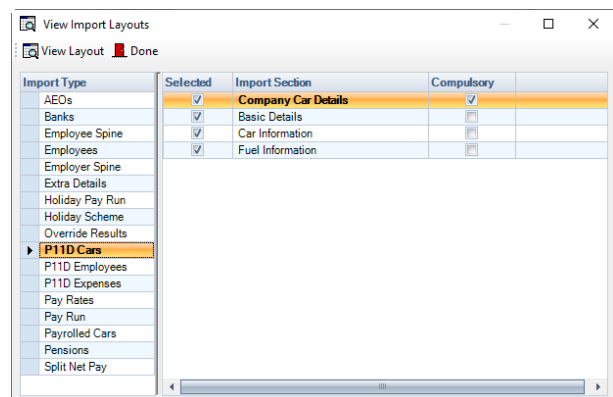 View Import Layouts
View Layout Done
Import Type Selected Import Section Compulsory
AEOs Company Car Details
Banks Basic Details
Employee Spine Car Information
Employees Fuel Information
Employer Spine
Extra Details
Holiday Pay Run
Holiday Scheme
Override Results
P11D Cars
P11D Employees
P11D Expenses
Pay Rates
Pay Run
Payrolled Cars
Pensions
Split Net Pay